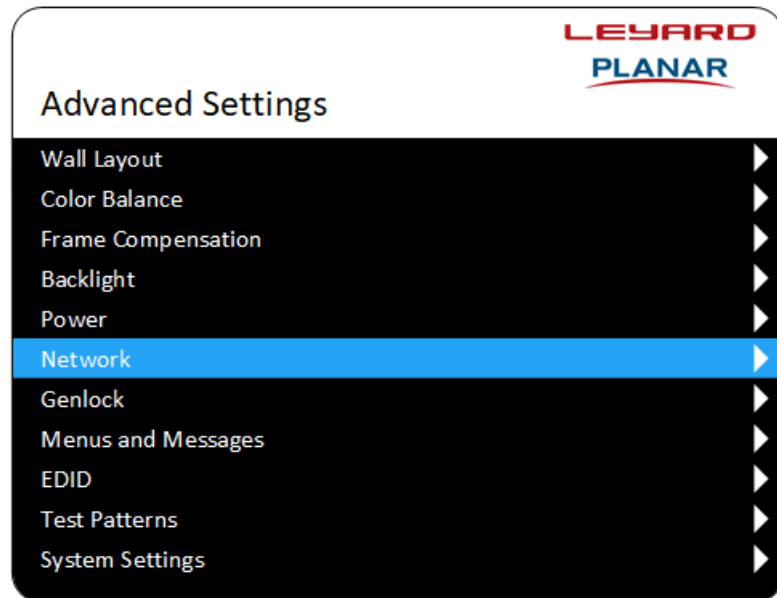 LEYARD
PLANAR
Advanced Settings
Wall Layout
Color Balance
Frame Compensation
Backlight
Power
Network
Genlock
Menus and Messages
EDID
Test Patterns
System Settings